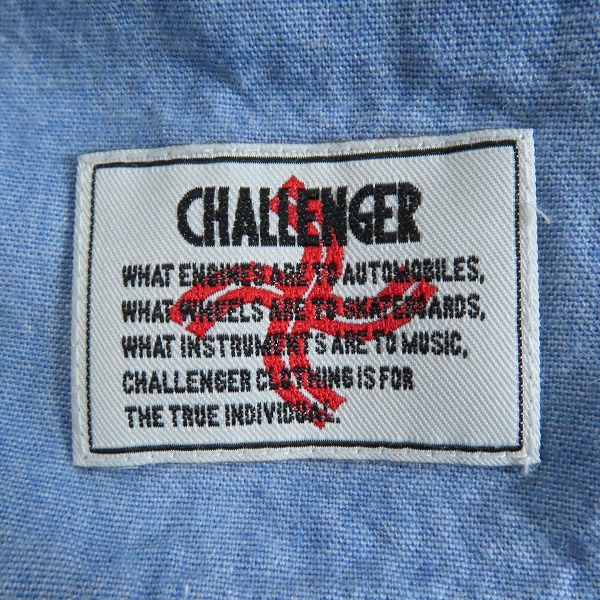 CHALLENGER
WHAT ENGINES ARE TO AUTOMOBILES,
WHAT WHEELS ARE TO SKATEBOARDS,
WHAT INSTRUMENTS ARE TO MUSIC,
CHALLENGER CLOTHING IS FOR
THE TRUE INDIVIDUAL.